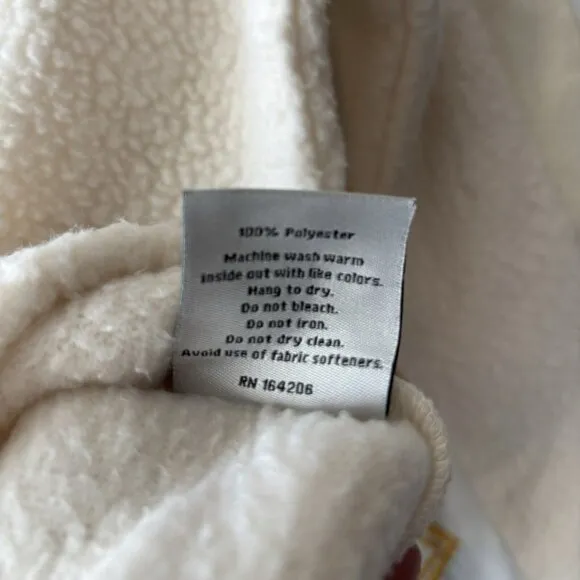 100% Polyester
Machine wash warm
inside out with like colors.
Hang to dry.
Do not bleach.
Do not iron.
Do not dry clean.
Avoid use of fabric softeners.
RN 164206